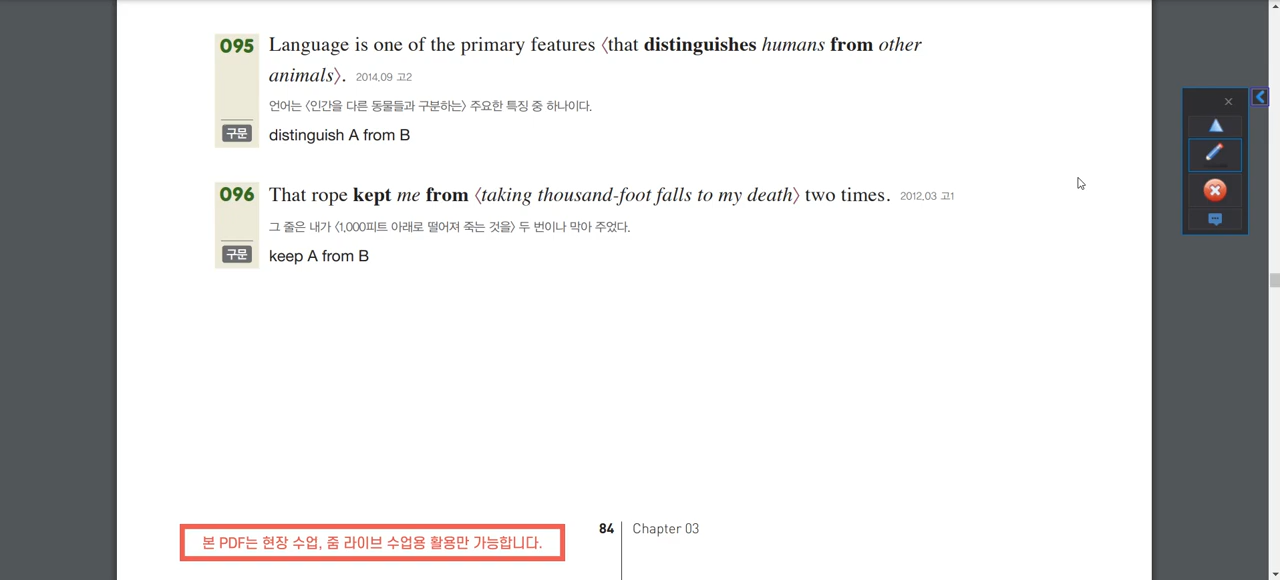 095 Language is one of the primary features 〈that distinguishes humans from other
animals〉. 2014.09 고2
언어는 〈인간을 다른 동물들과 구분하는〉 주요한 특징 중 하나이다.
구문 distinguish A from B
096 That rope kept me from 〈taking thousand-foot falls to my death〉 two times. 2012.03 고1
그 줄은 내가 〈1,000피트 아래로 떨어져 죽는 것을〉 두 번이나 막아 주었다.
구문 keep A from B
84 Chapter 03
본 PDF는 현장 수업, 줌 라이브 수업용 활용만 가능합니다.